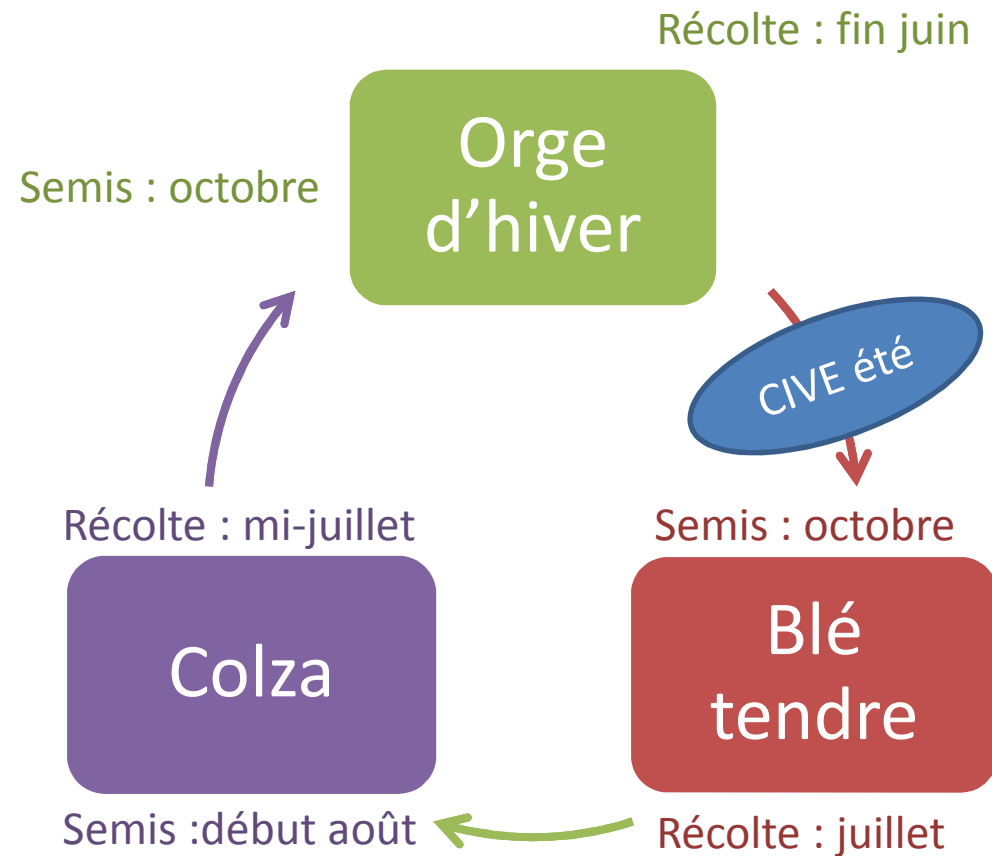 Récolte : fin juin
Orge
d’hiver
Semis : octobre
CIVE été
Récolte : mi-juillet
Semis : octobre
Colza
Blé
tendre
Semis :début août
Récolte : juillet